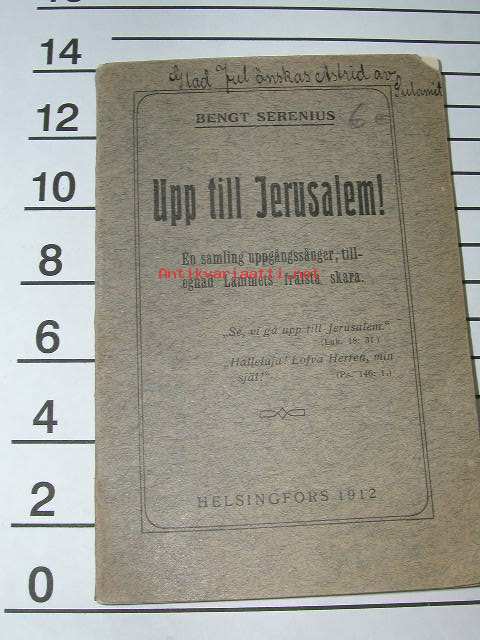 14
12
10
8
6
4
2
0
Glad Jul önskas Astrid av
Sulamit
BENGT SERENIUS
6
Upp till Jerusalem!
En samling uppgångssånger, till-
Antikvariaatti.net
egnad Lammets frälsta skara.
„Se, vi gå upp till Jerusalem.“
(Luk. 18: 31.)
„Halleluja! Lofva Herren, min
själ!“ (Ps. 146: 1.)
HELSINGFORS 1912